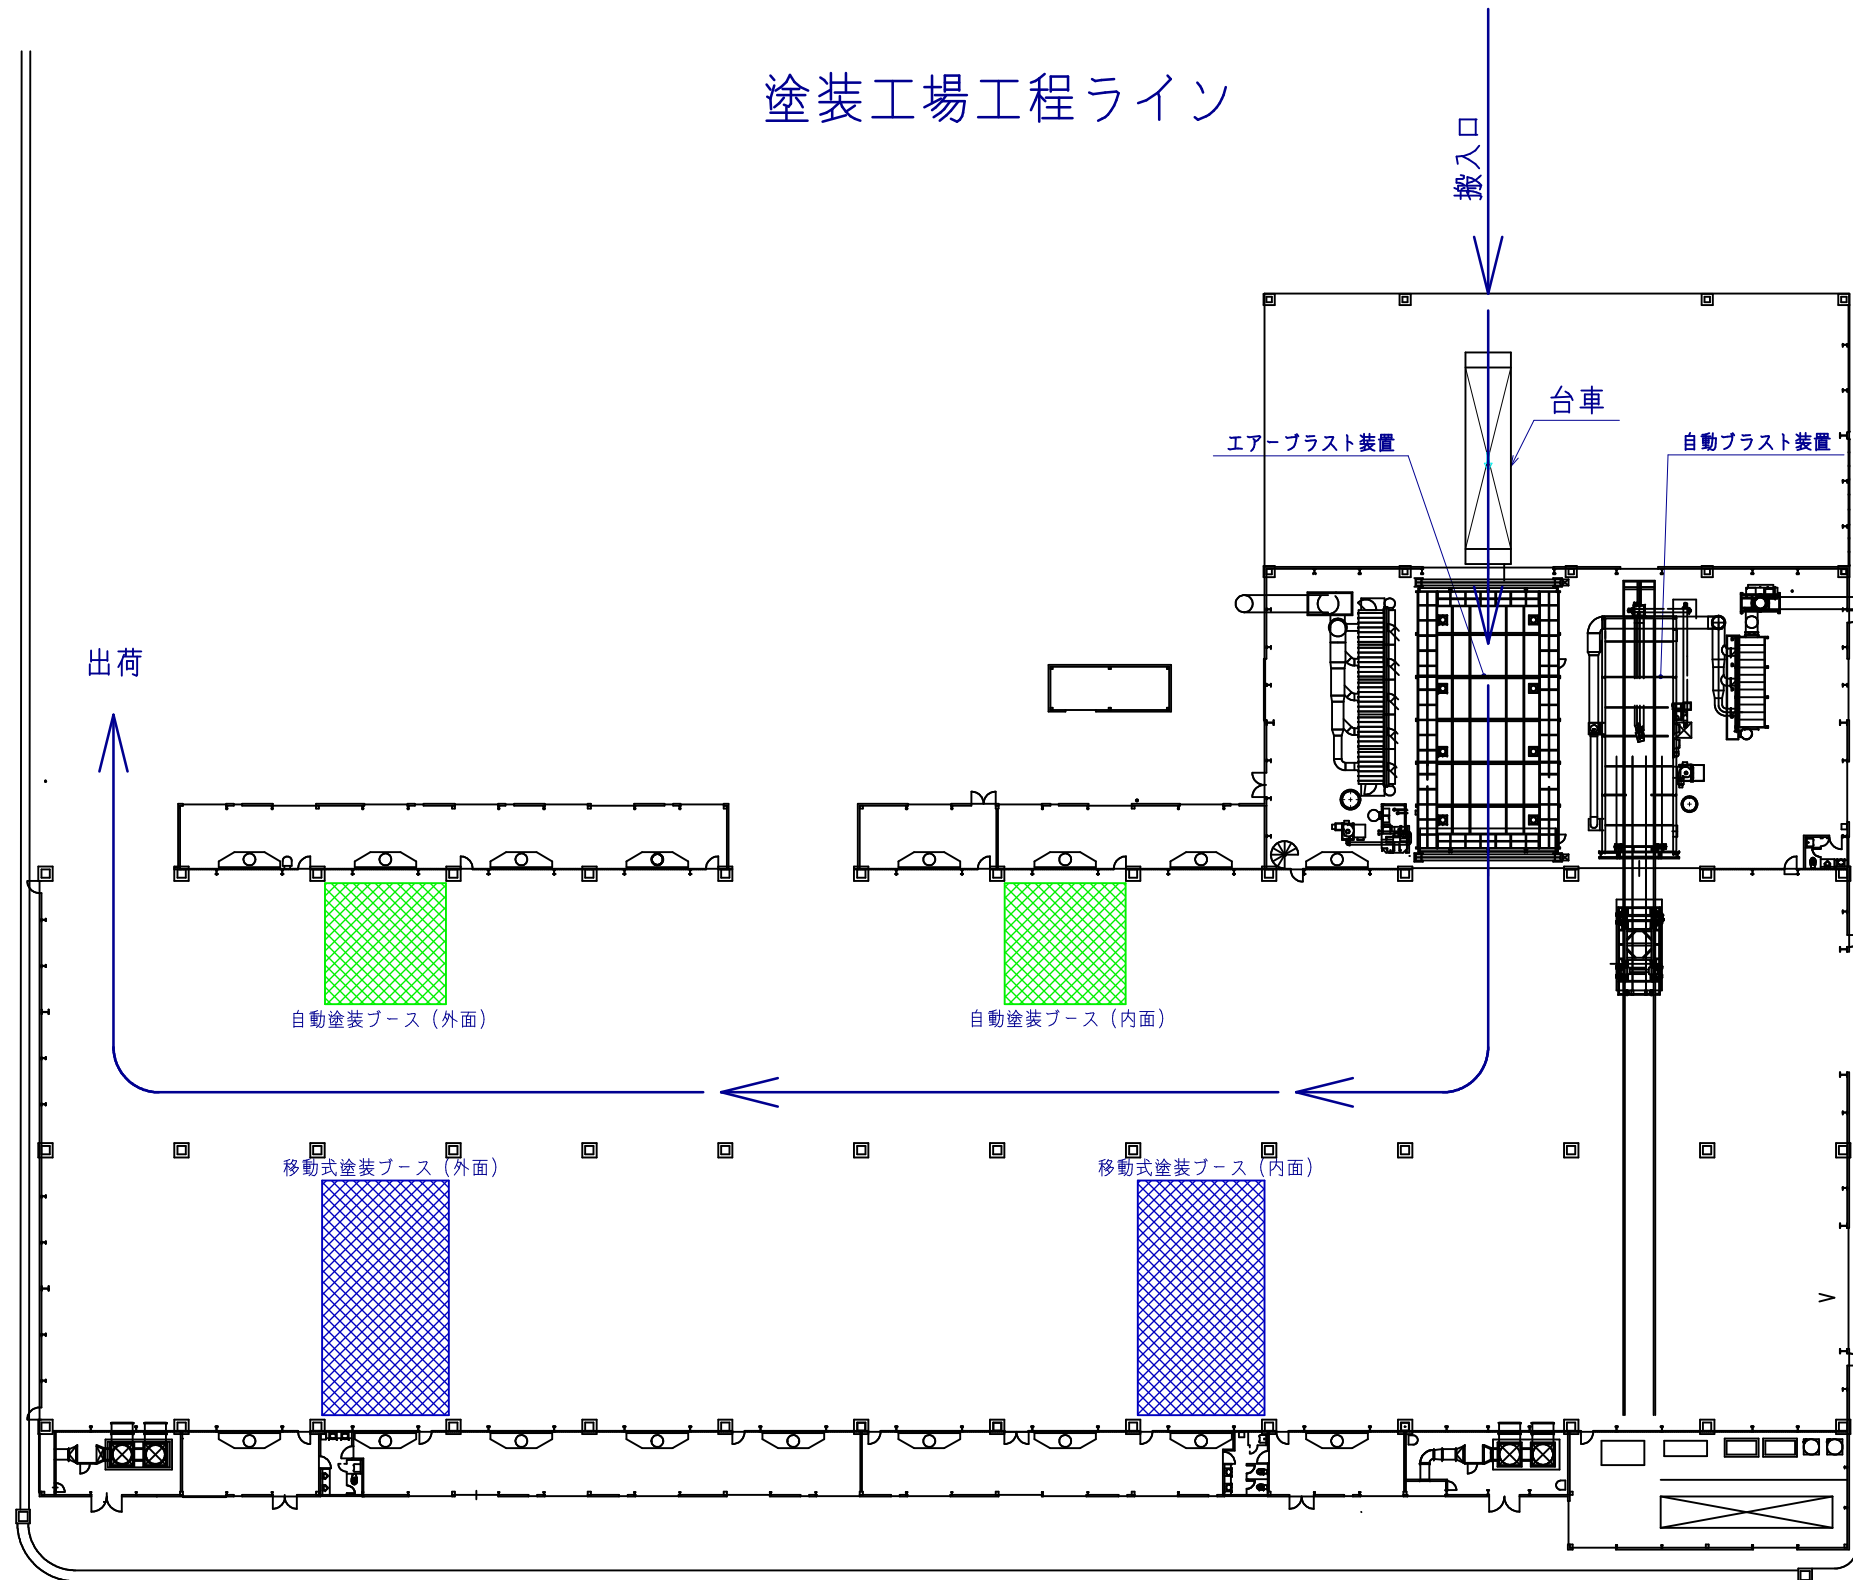 塗装工場工程ライン
搬入口
台車
エアーブラスト装置
自動ブラスト装置
出荷
自動塗装ブース（外面）
自動塗装ブース（内面）
移動式塗装ブース（外面）
移動式塗装ブース（内面）